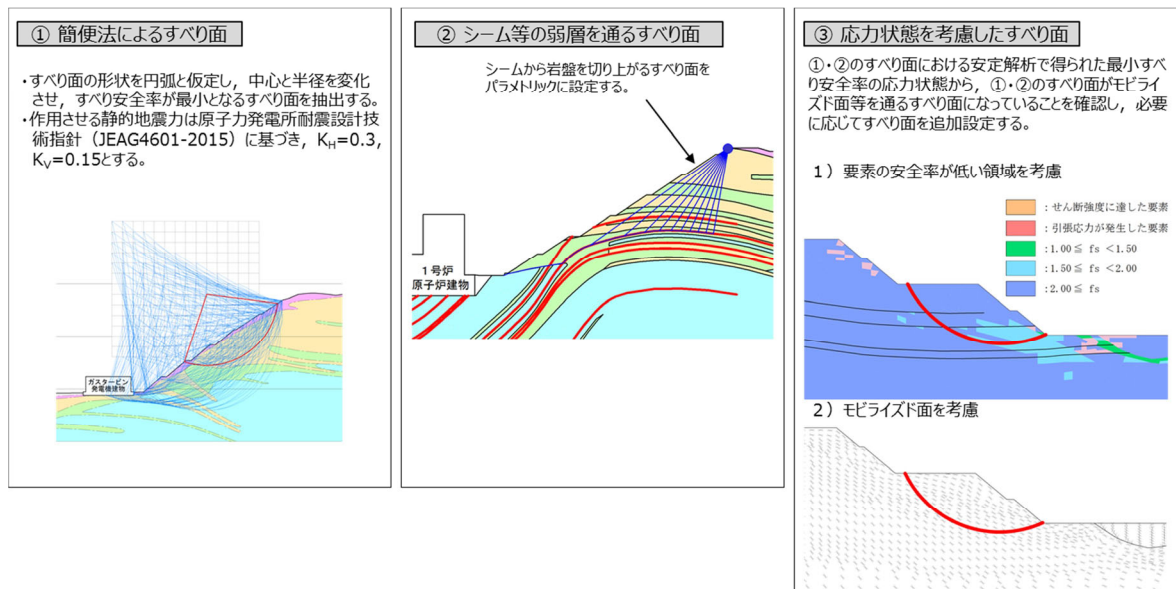 ① 簡便法によるすべり面
・すべり面の形状を円弧と仮定し，中心と半径を変化
させ，すべり安全率が最小となるすべり面を抽出する。
・作用させる静的地震力は原子力発電所耐震設計技
術指針（JEAG4601-2015）に基づき，KH=0.3，
KV=0.15とする。
ガスタービン
発電機建物
② シーム等の弱層を通るすべり面
シームから岩盤を切り上がるすべり面を
パラメトリックに設定する。
１号炉
原子炉建物
③ 応力状態を考慮したすべり面
①・②のすべり面における安定解析で得られた最小すべ
り安全率の応力状態から，①・②のすべり面がモビライ
ズド面等を通るすべり面になっていることを確認し，必要
に応じてすべり面を追加設定する。
１）要素の安全率が低い領域を考慮
：せん断強度に達した要素
：引張応力が発生した要素
：1.00≦ fs ＜1.50
：1.50≦ fs＜2.00
：2.00≦ fs
２）モビライズド面を考慮